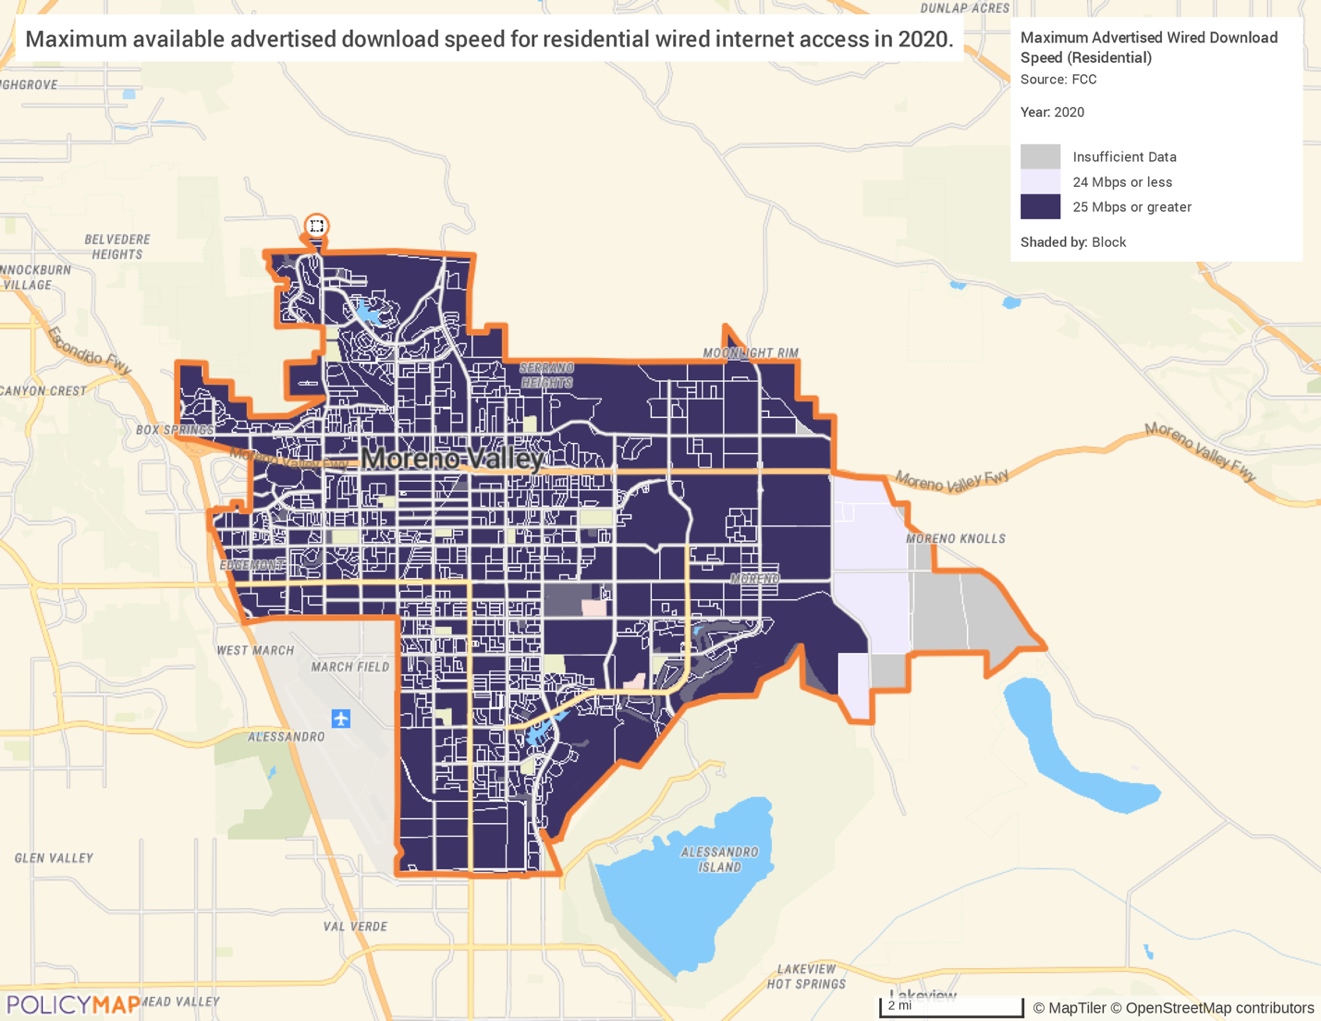 DUNLAP ACRES
Maximum available advertised download speed for residential wired internet access in 2020.
Maximum Advertised Wired Download
Speed (Residential)
Source: FCC
Year: 2020
Insufficient Data
24 Mbps or less
25 Mbps or greater
Shaded by: Block
GHGROVE
BELVEDERE
HEIGHTS
NNOCKBURN
VILLAGE
Escondido Fwy
CANYON CREST
BOX SPRINGS
MOONLIGHT RIM
SERRANO
HEIGHTS
Moreno Valley
Moreno Valley Fwy
Moreno Valley Fwy
Moreno Valley Fwy
MORENO KNOLLS
EDGEMONT
MORENO
WEST MARCH
MARCH FIELD
ALESSANDRO
GLEN VALLEY
ALESSANDRO
ISLAND
VAL VERDE
LAKEVIEW
HOT SPRINGS
Lakeview
POLICYMAP
MEAD VALLEY
2 mi
© MapTiler © OpenStreetMap contributors